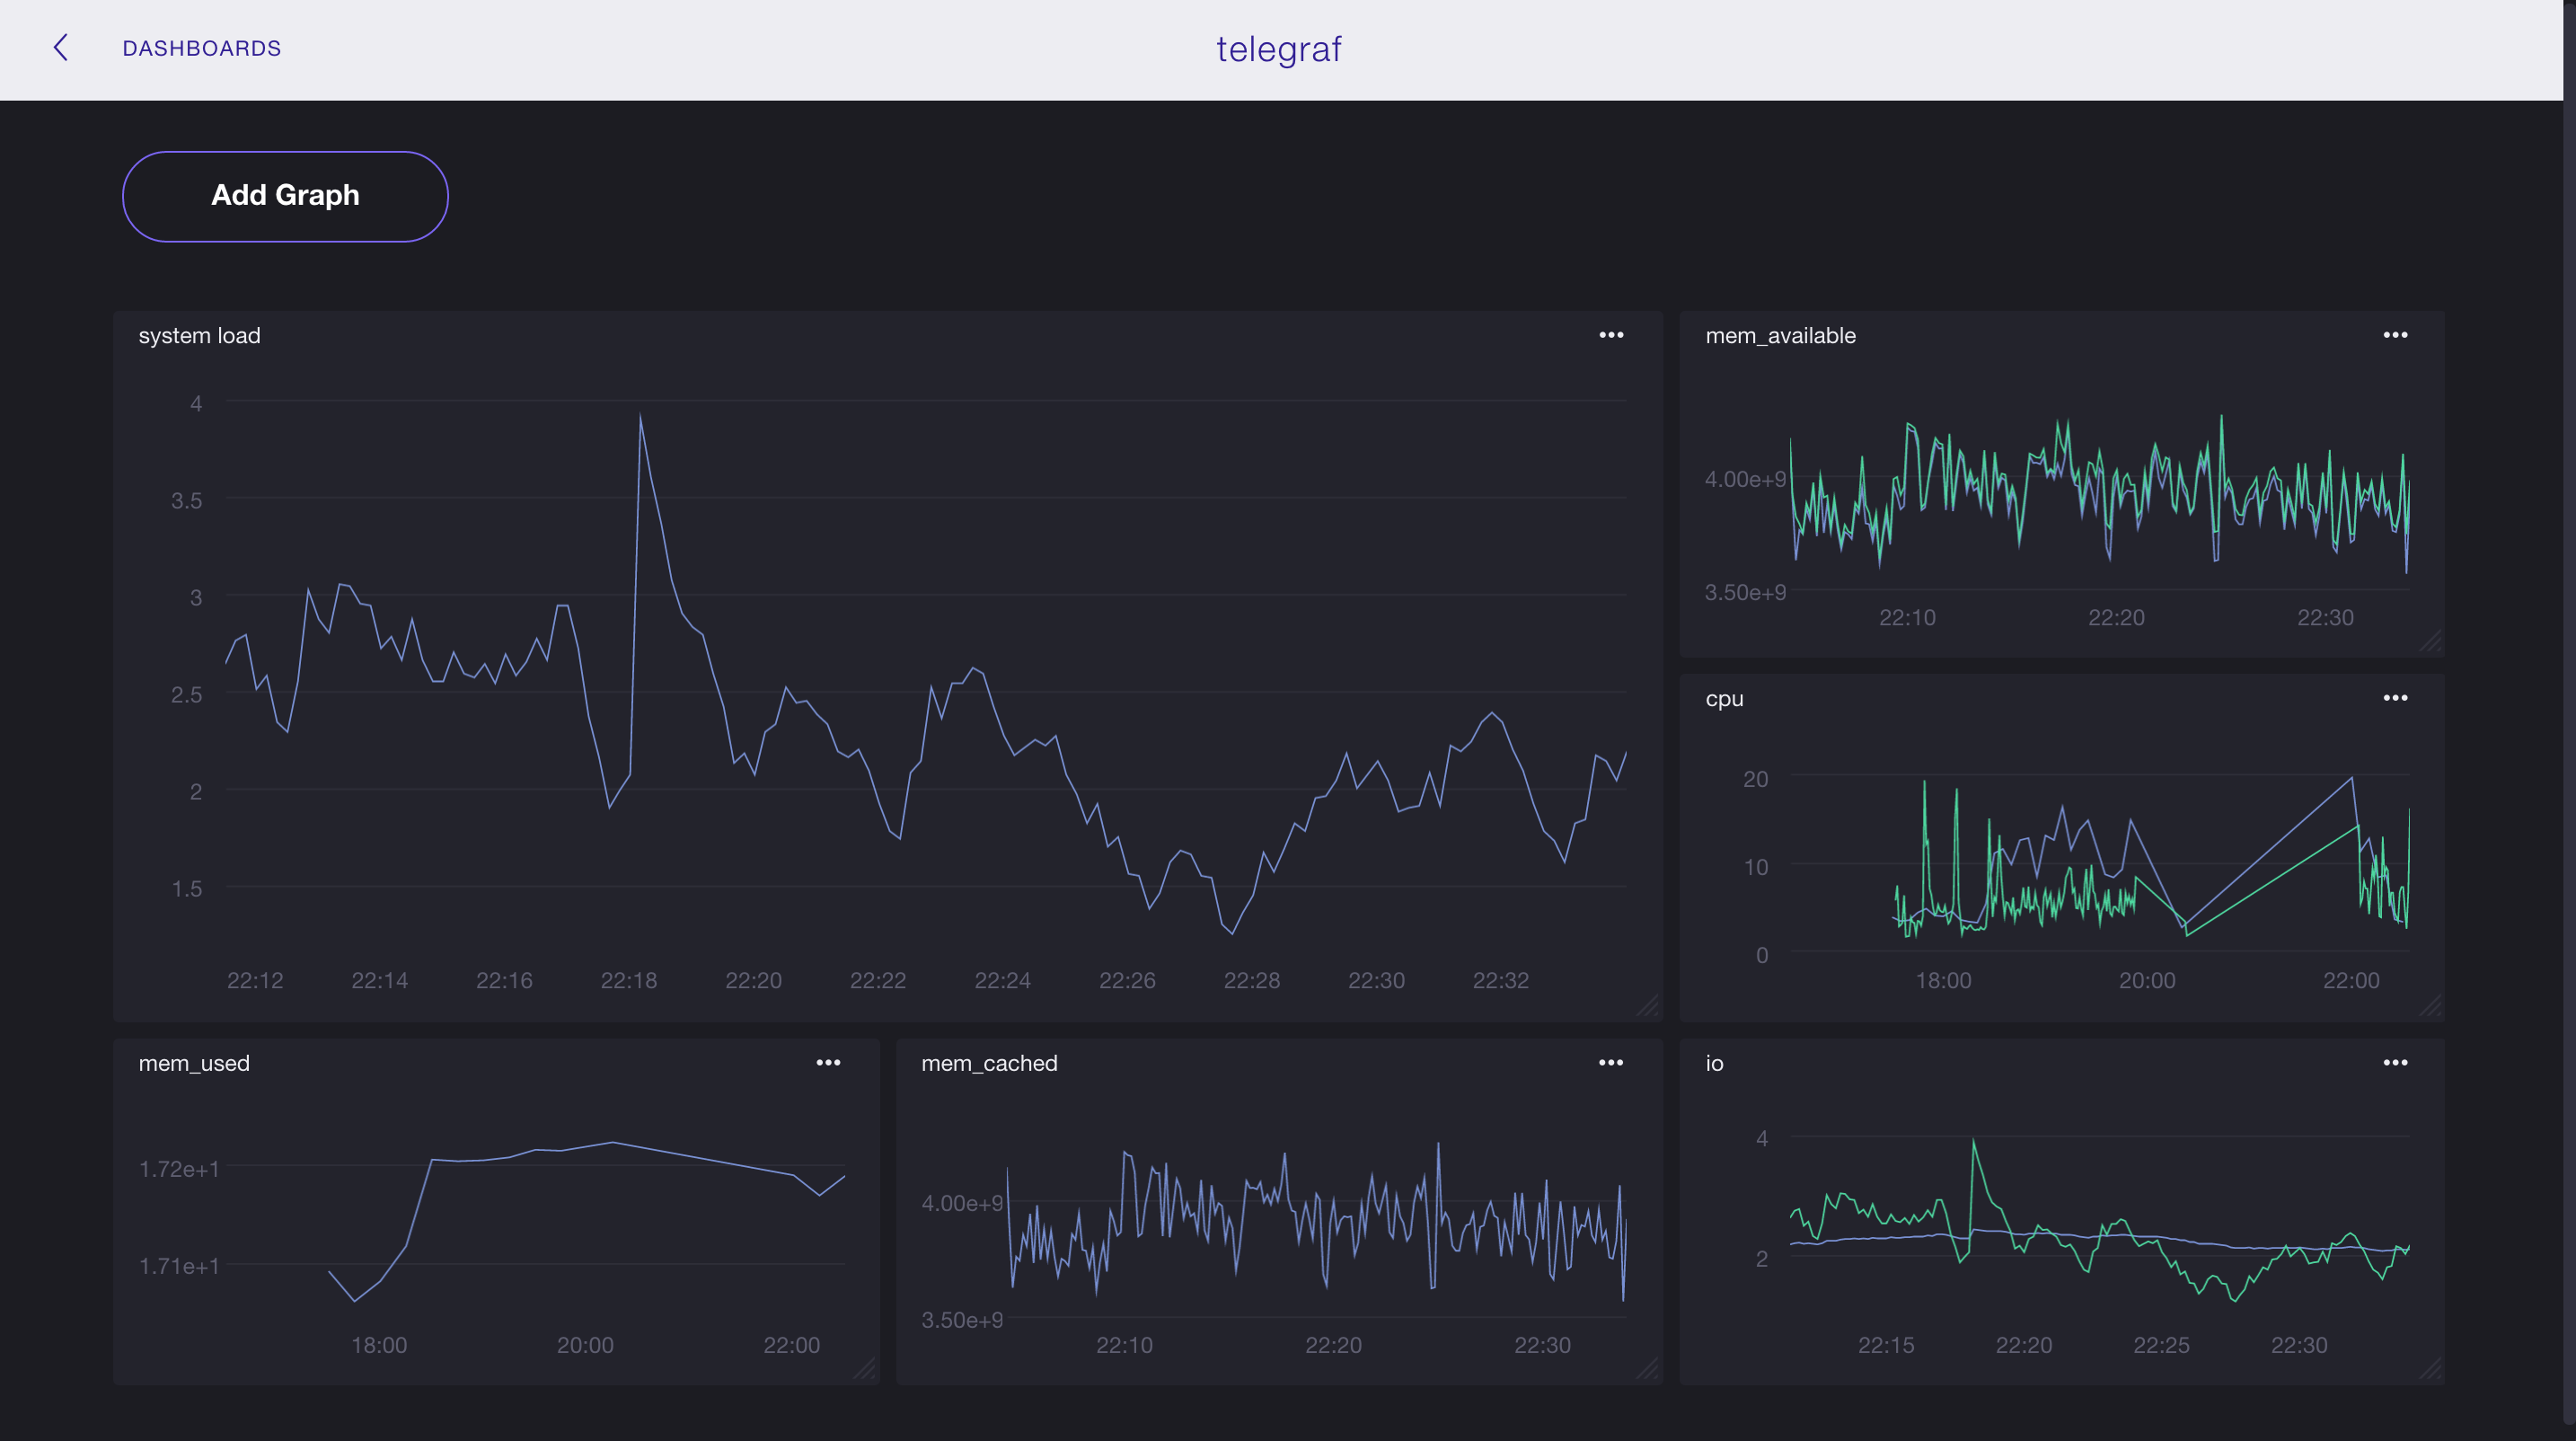 DASHBOARDS
telegraf
Add Graph
system load
4
3.5
3
2.5
2
1.5
22:12 22:14 22:16 22:18 22:20 22:22 22:24 22:26 22:28 22:30 22:32
mem_available
4.00e+9
3.50e+9
22:10 22:20 22:30
cpu
20
10
0
18:00 20:00 22:00
mem_used
1.72e+1
1.71e+1
18:00 20:00 22:00
mem_cached
4.00e+9
3.50e+9
22:10 22:20 22:30
io
4
2
22:15 22:20 22:25 22:30